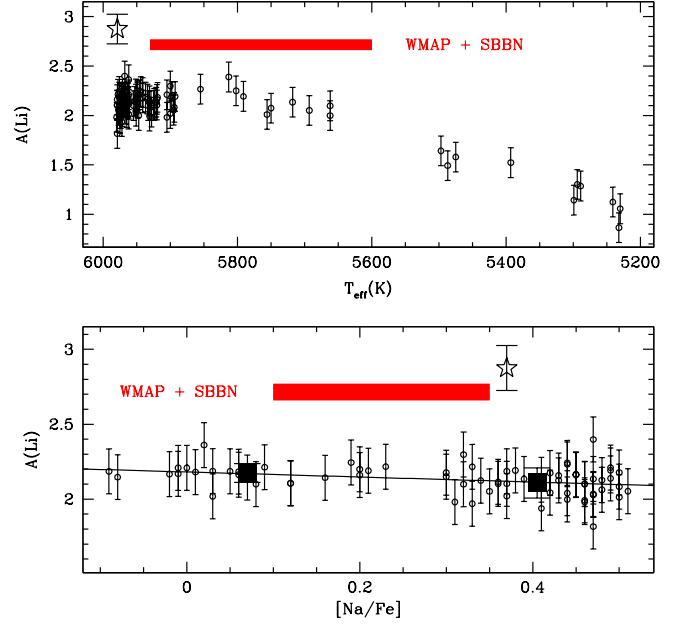 3
2.5
2
1.5
1
A(Li)
WMAP + SBBN
6000 5800 5600 5400 5200
T_eff(K)
3
2.5
2
A(Li)
WMAP + SBBN
0 0.2 0.4
[Na/Fe]